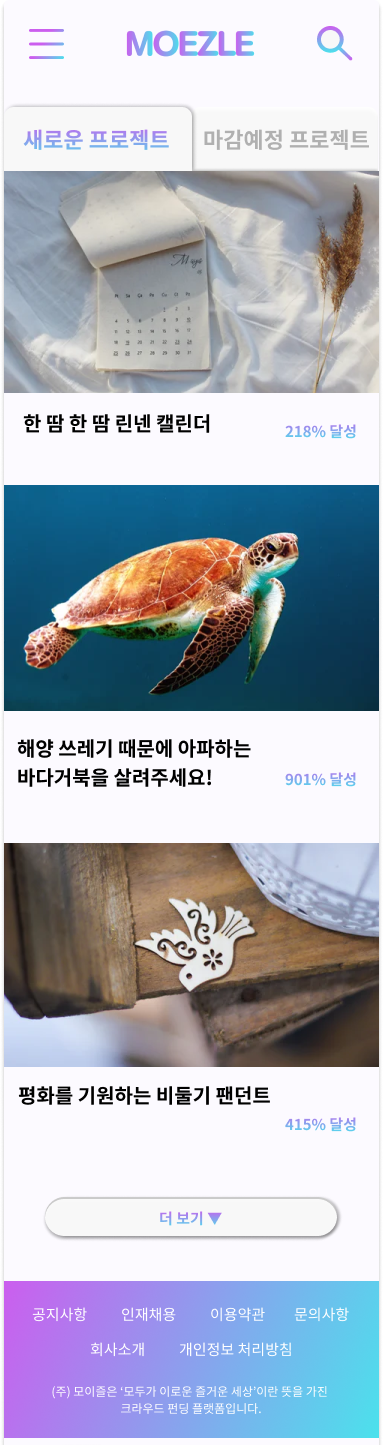 MOEZLE
새로운 프로젝트
마감예정 프로젝트
한 땀 한 땀 린넨 캘린더
218% 달성
해양 쓰레기 때문에 아파하는
바다거북을 살려주세요!
901% 달성
평화를 기원하는 비둘기 팬던트
415% 달성
더 보기 ▼
공지사항 인재채용 이용약관 문의사항
회사소개 개인정보 처리방침
(주) 모이즐은 '모두가 이로운 즐거운 세상'이란 뜻을 가진
크라우드 펀딩 플랫폼입니다.